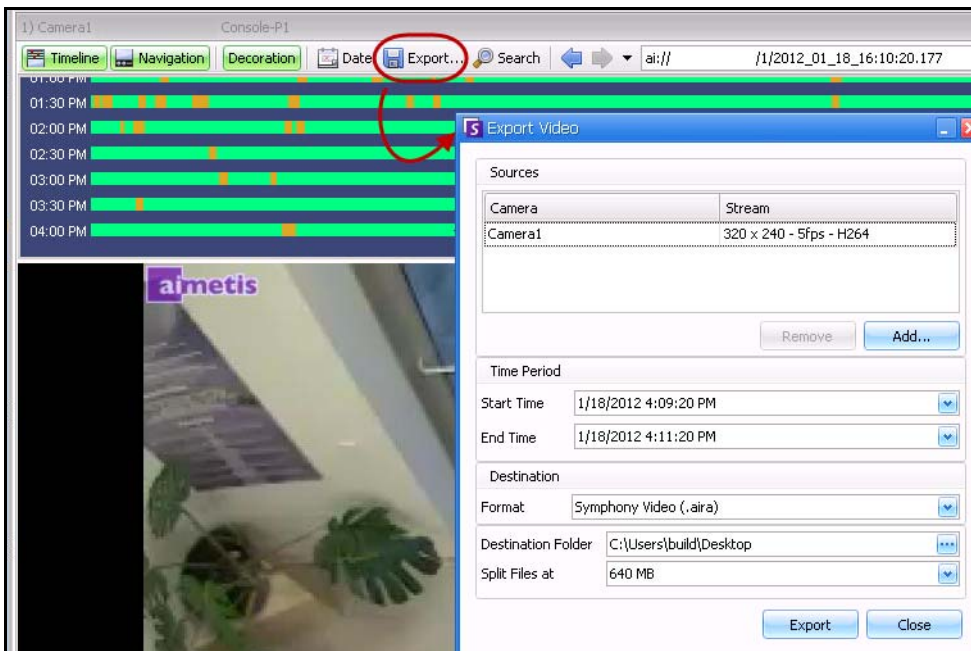 1) Camera1 Console-P1
Timeline Navigation Decoration Date Export... Search ai:// /1/2012_01_18_16:10:20.177
01:00 PM
01:30 PM
02:00 PM
02:30 PM
03:00 PM
03:30 PM
04:00 PM
aimetis
Export Video
Sources
Camera Stream
Camera1 320 x 240 - 5fps - H264
Remove Add...
Time Period
Start Time 1/18/2012 4:09:20 PM
End Time 1/18/2012 4:11:20 PM
Destination
Format Symphony Video (.aira)
Destination Folder C:\Users\build\Desktop
Split Files at 640 MB
Export Close